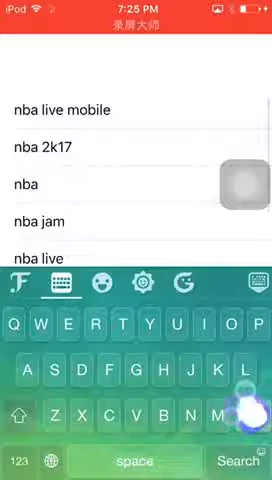 iPod 7:25 PM
录屏大师
nba live mobile
nba 2k17
nba
nba jam
nba live
F G
Q W E R T Y U I O P
A S D F G H J K L
Z X C V B N M
123 space Search